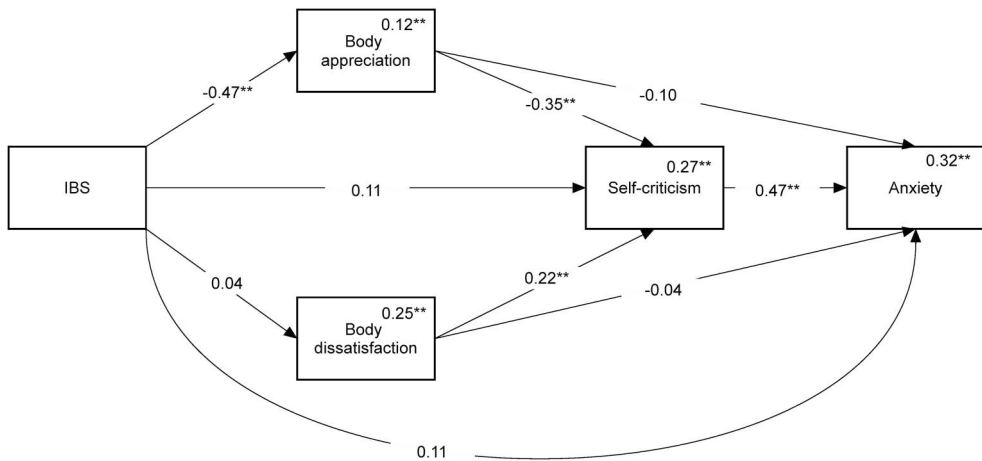 0.12**
Body
appreciation
-0.47**
-0.35**
-0.10
IBS
0.11
0.27**
Self-criticism
0.47**
0.32**
Anxiety
0.04
0.22**
-0.04
0.25**
Body
dissatisfaction
0.11